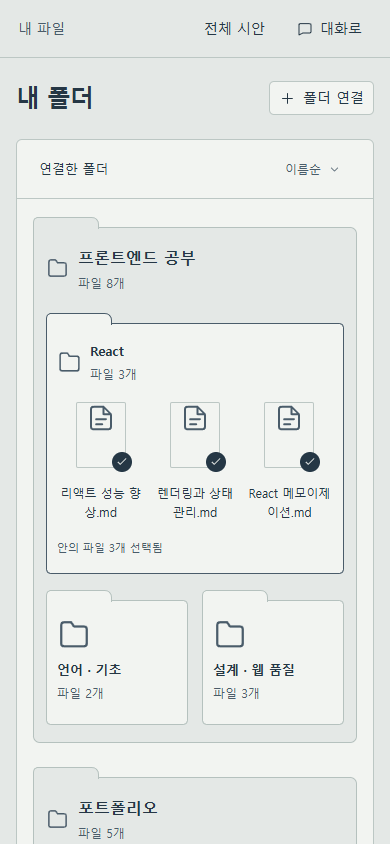 내 파일
전체 시안
대화로
내 폴더
폴더 연결
연결한 폴더
이름순
프론트엔드 공부
파일 8개
React
파일 3개
리액트 성능 향
상.md
렌더링과 상태
관리.md
React 메모이제
이션.md
안의 파일 3개 선택됨
언어 · 기초
파일 2개
설계 · 웹 품질
파일 3개
포트폴리오
파일 5개